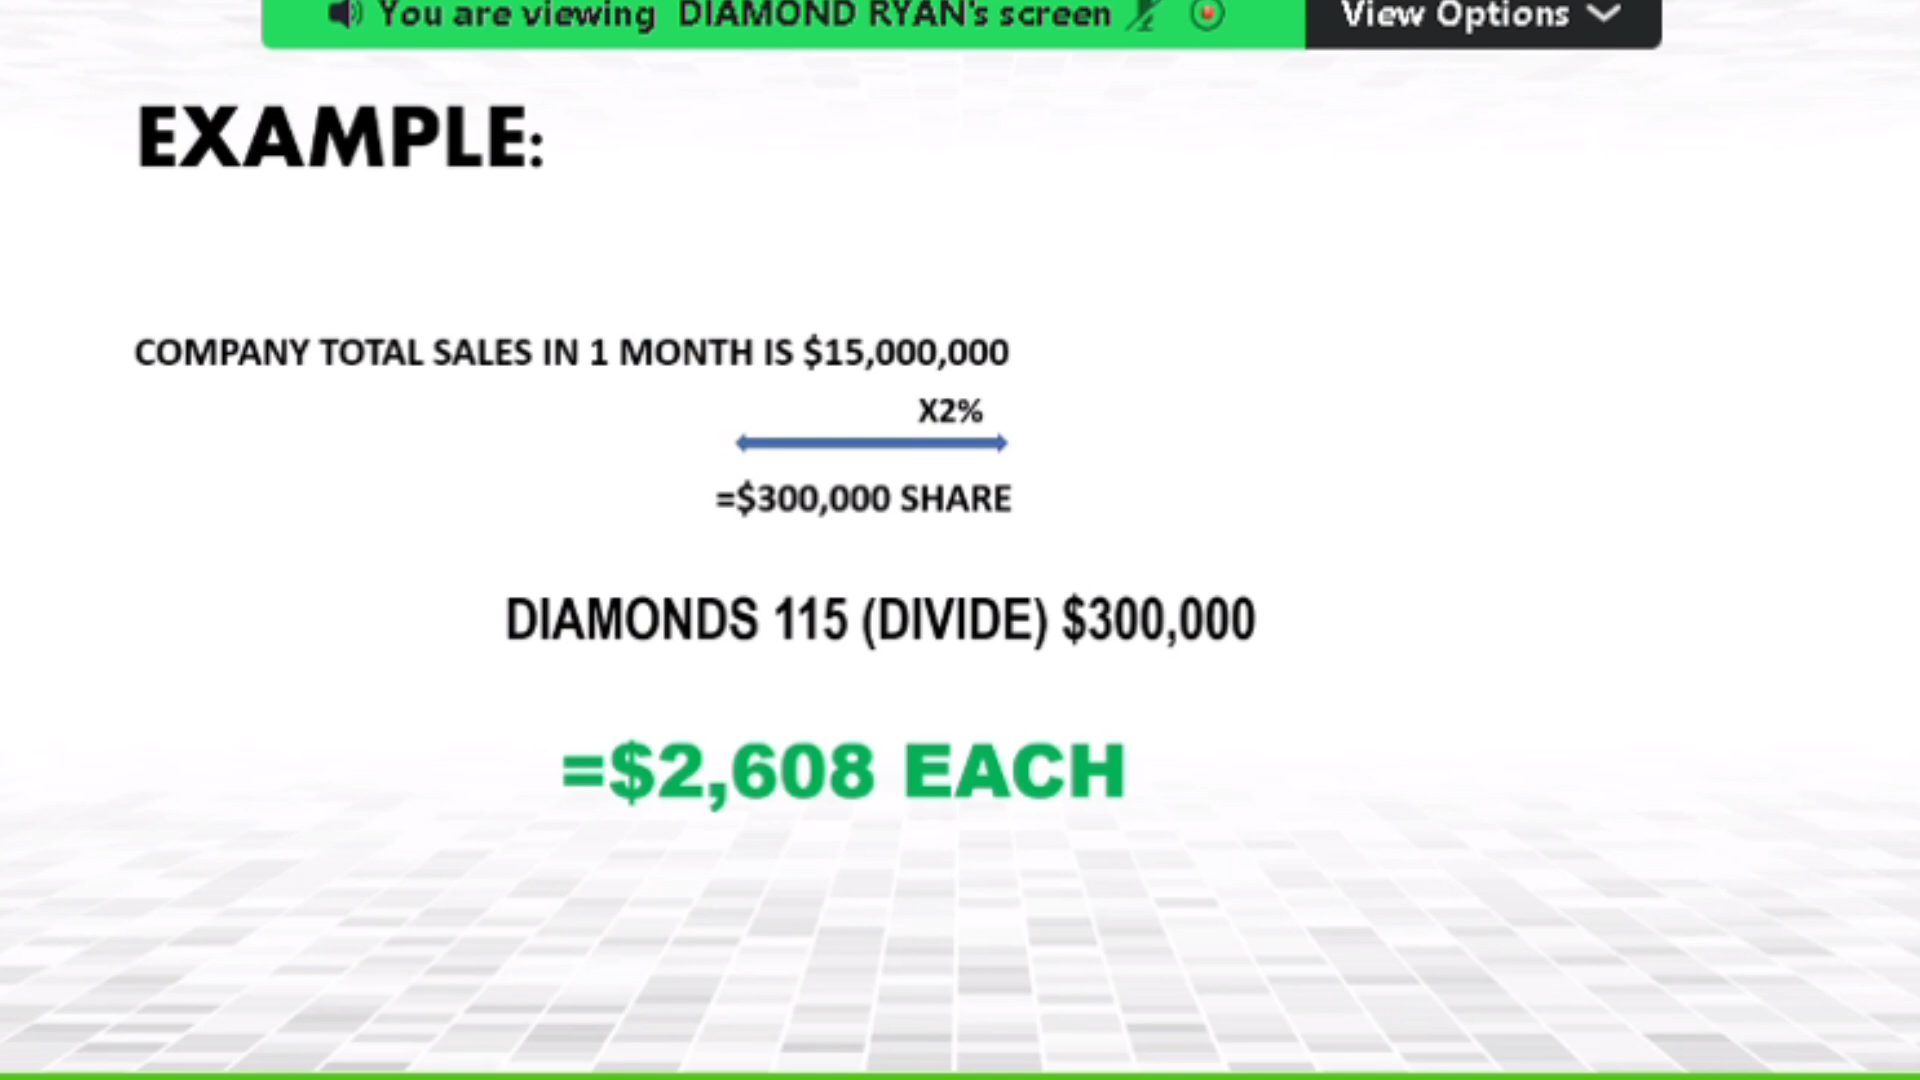 You are viewing DIAMOND RYAN's screen
View Options
EXAMPLE:
COMPANY TOTAL SALES IN 1 MONTH IS $15,000,000
X2%
=$300,000 SHARE
DIAMONDS 115 (DIVIDE) $300,000
=$2,608 EACH